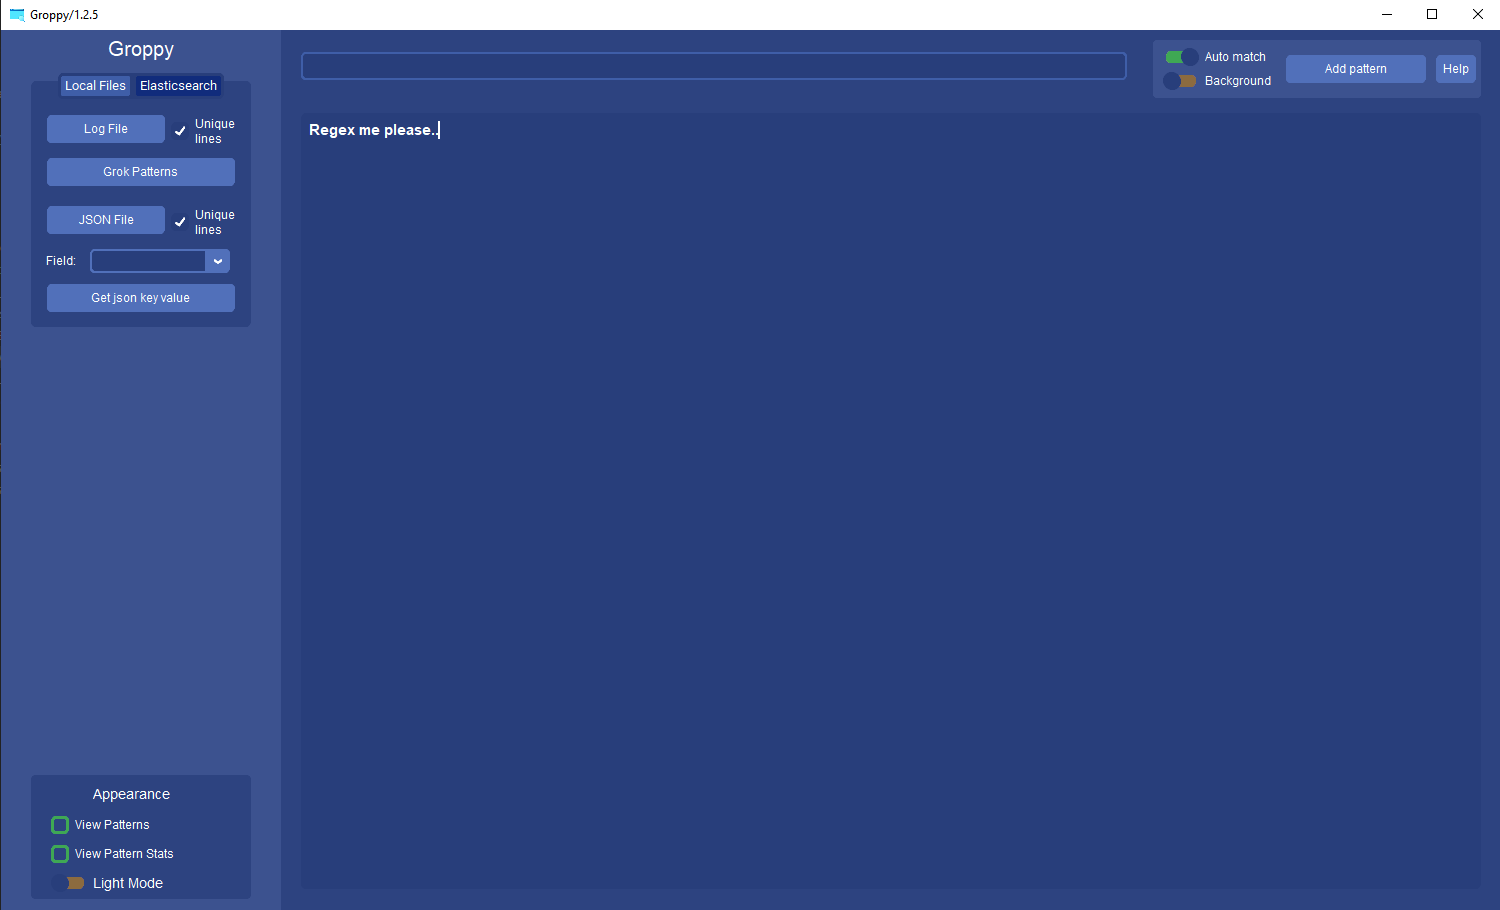 Groppy/1.2.5
Groppy
Local Files
Elasticsearch
Log File
Unique
lines
Grok Patterns
JSON File
Unique
lines
Field:
Get json key value
Auto match
Background
Add pattern
Help
Regex me please..
Appearance
View Patterns
View Pattern Stats
Light Mode